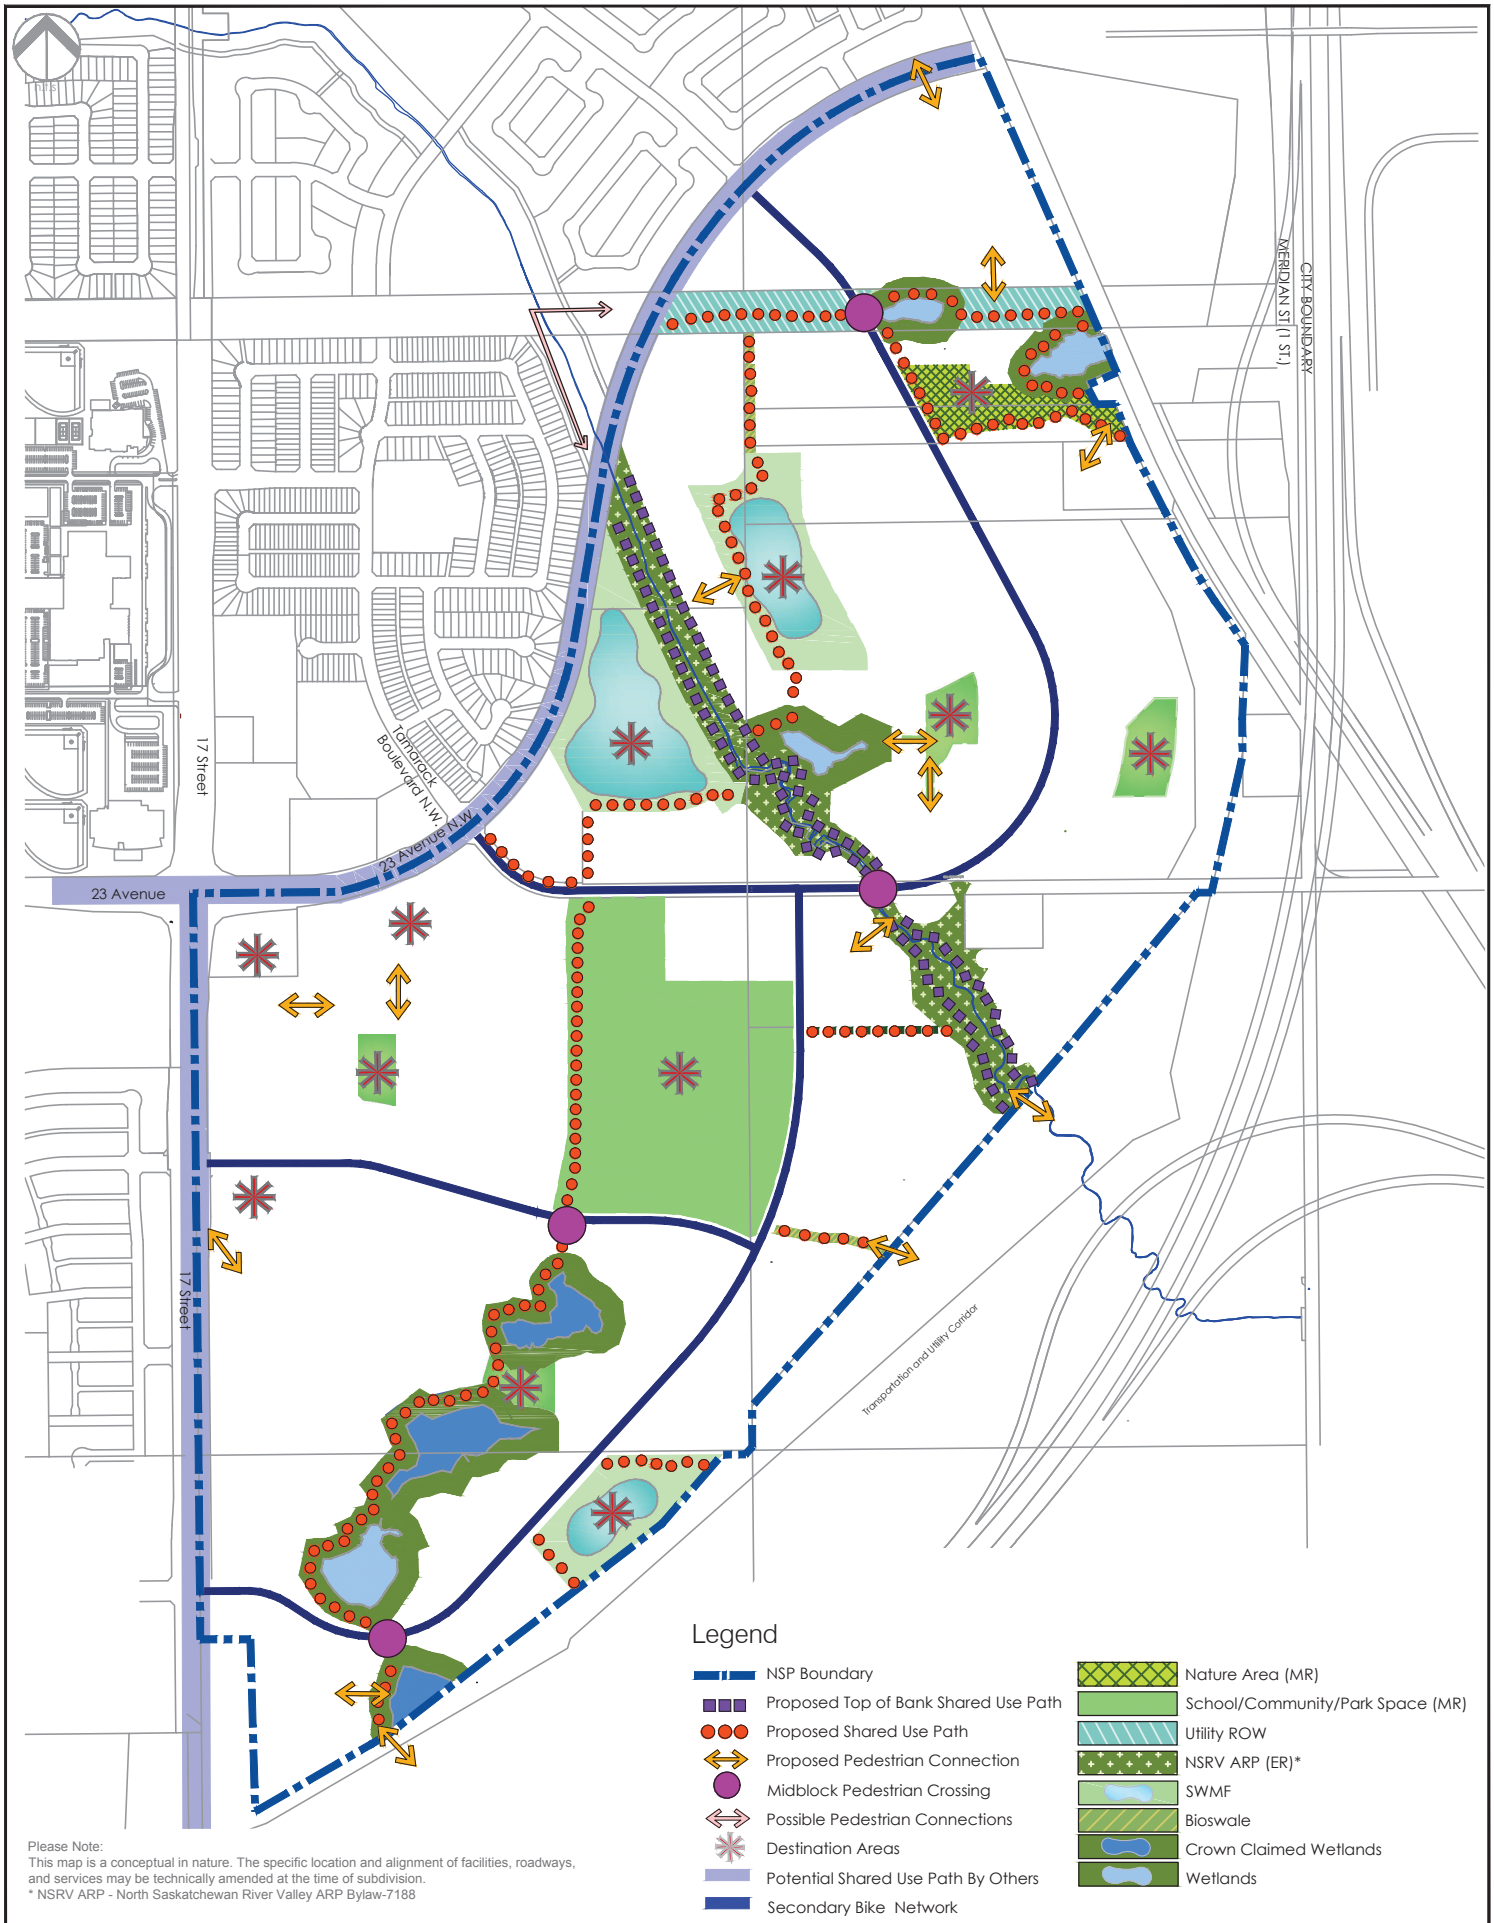 n.t.s
MERIDIAN ST (1 ST.)
CITY BOUNDARY
17 Street
Tamarack
Boulevard N.W.
23 Avenue N.W.
23 Avenue
17 Street
Transportation and Utility Corridor
Legend
NSP Boundary
Proposed Top of Bank Shared Use Path
Proposed Shared Use Path
Proposed Pedestrian Connection
Midblock Pedestrian Crossing
Possible Pedestrian Connections
Destination Areas
Potential Shared Use Path By Others
Secondary Bike Network
Nature Area (MR)
School/Community/Park Space (MR)
Utility ROW
NSRV ARP (ER)*
SWMF
Bioswale
Crown Claimed Wetlands
Wetlands
Please Note:
This map is a conceptual in nature. The specific location and alignment of facilities, roadways,
and services may be technically amended at the time of subdivision.
* NSRV ARP - North Saskatchewan River Valley ARP Bylaw-7188